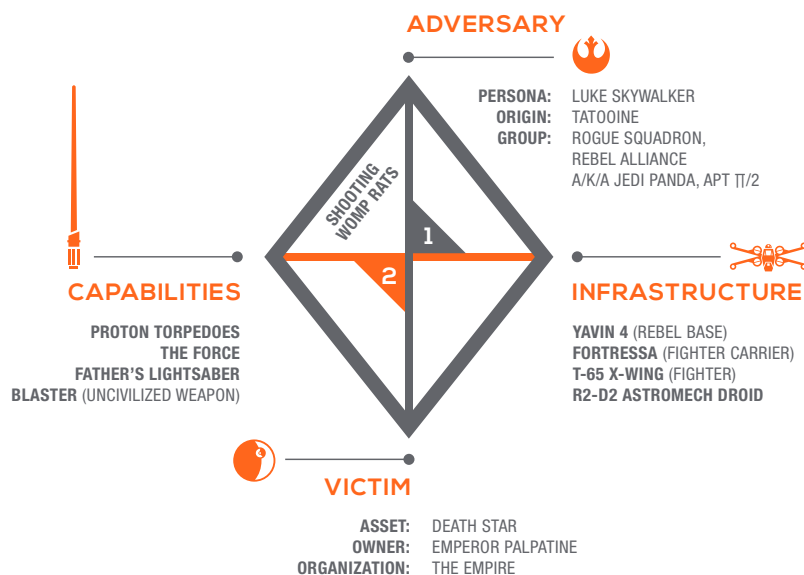 ADVERSARY
PERSONA: LUKE SKYWALKER
ORIGIN: TATOOINE
GROUP: ROGUE SQUADRON,
REBEL ALLIANCE
A/K/A JEDI PANDA, APT ∏/2
SHOOTING
WOMP RATS
1
2
CAPABILITIES
PROTON TORPEDOES
THE FORCE
FATHER'S LIGHTSABER
BLASTER (UNCIVILIZED WEAPON)
INFRASTRUCTURE
YAVIN 4 (REBEL BASE)
FORTRESSA (FIGHTER CARRIER)
T-65 X-WING (FIGHTER)
R2-D2 ASTROMECH DROID
VICTIM
ASSET: DEATH STAR
OWNER: EMPEROR PALPATINE
ORGANIZATION: THE EMPIRE